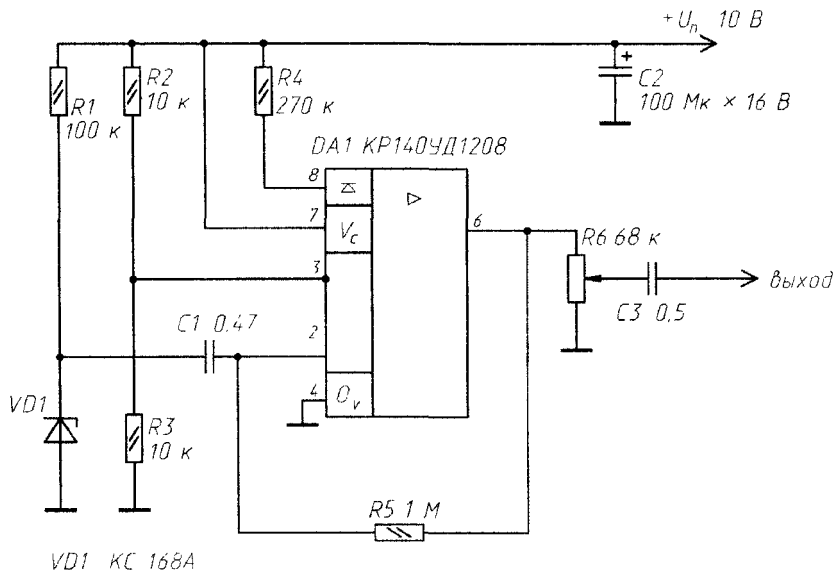 +Uп 10 В
R1
100 к
R2
10 к
R4
270 к
C2
100 Мк × 16 В
DA1 КР140УД1208
8
7
Vc
3
2
4
0v
6
R6 68 к
C3 0,5
выход
C1 0.47
VD1
R3
10 к
R5 1 М
VD1 КС 168А
+